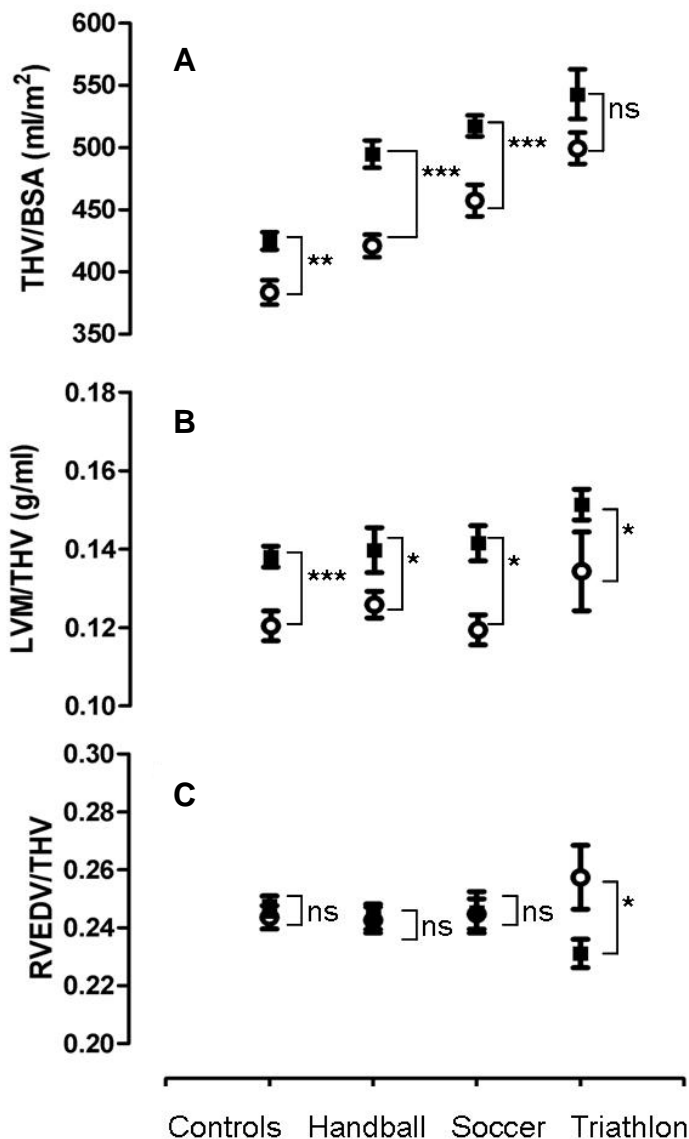 A
THV/BSA (ml/m²)
600
550
500
450
400
350
**
***
***
ns
B
LVM/THV (g/ml)
0.18
0.16
0.14
0.12
0.10
***
*
*
*
C
RVEDV/THV
0.30
0.28
0.26
0.24
0.22
0.20
ns
ns
ns
*
Controls Handball Soccer Triathlon